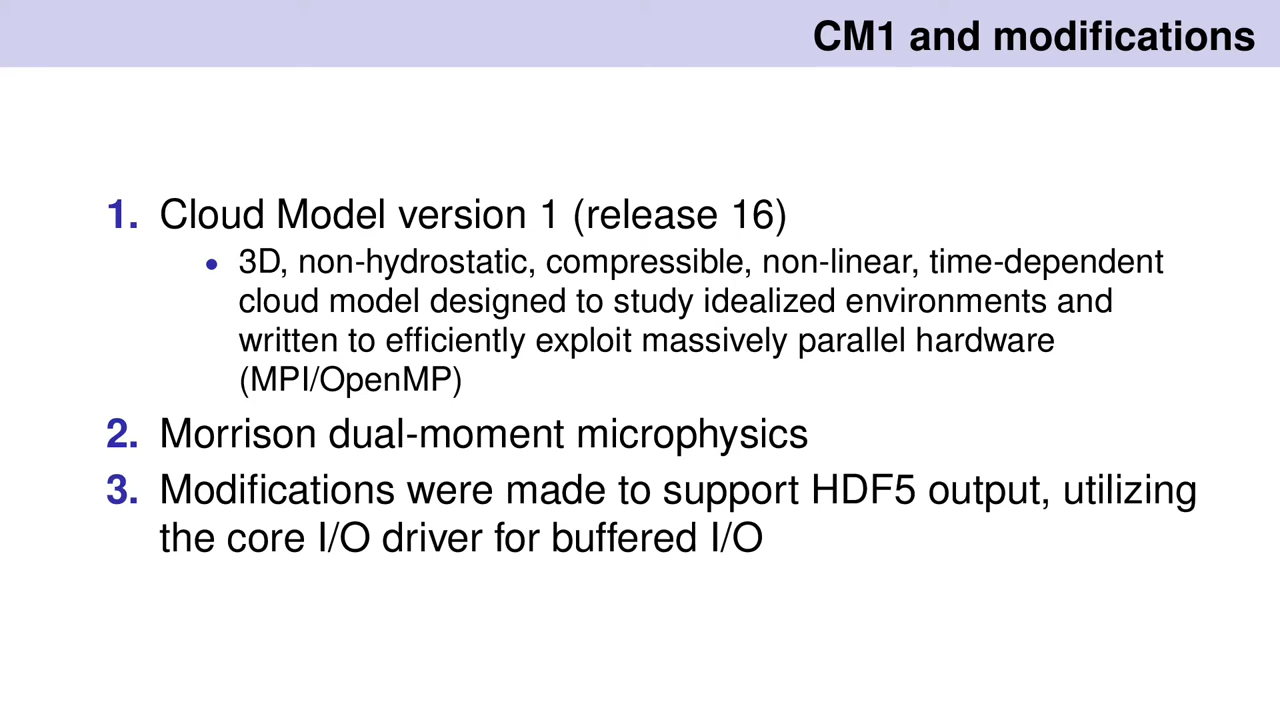 CM1 and modifications
1. Cloud Model version 1 (release 16)
• 3D, non-hydrostatic, compressible, non-linear, time-dependent
cloud model designed to study idealized environments and
written to efficiently exploit massively parallel hardware
(MPI/OpenMP)
2. Morrison dual-moment microphysics
3. Modifications were made to support HDF5 output, utilizing
the core I/O driver for buffered I/O